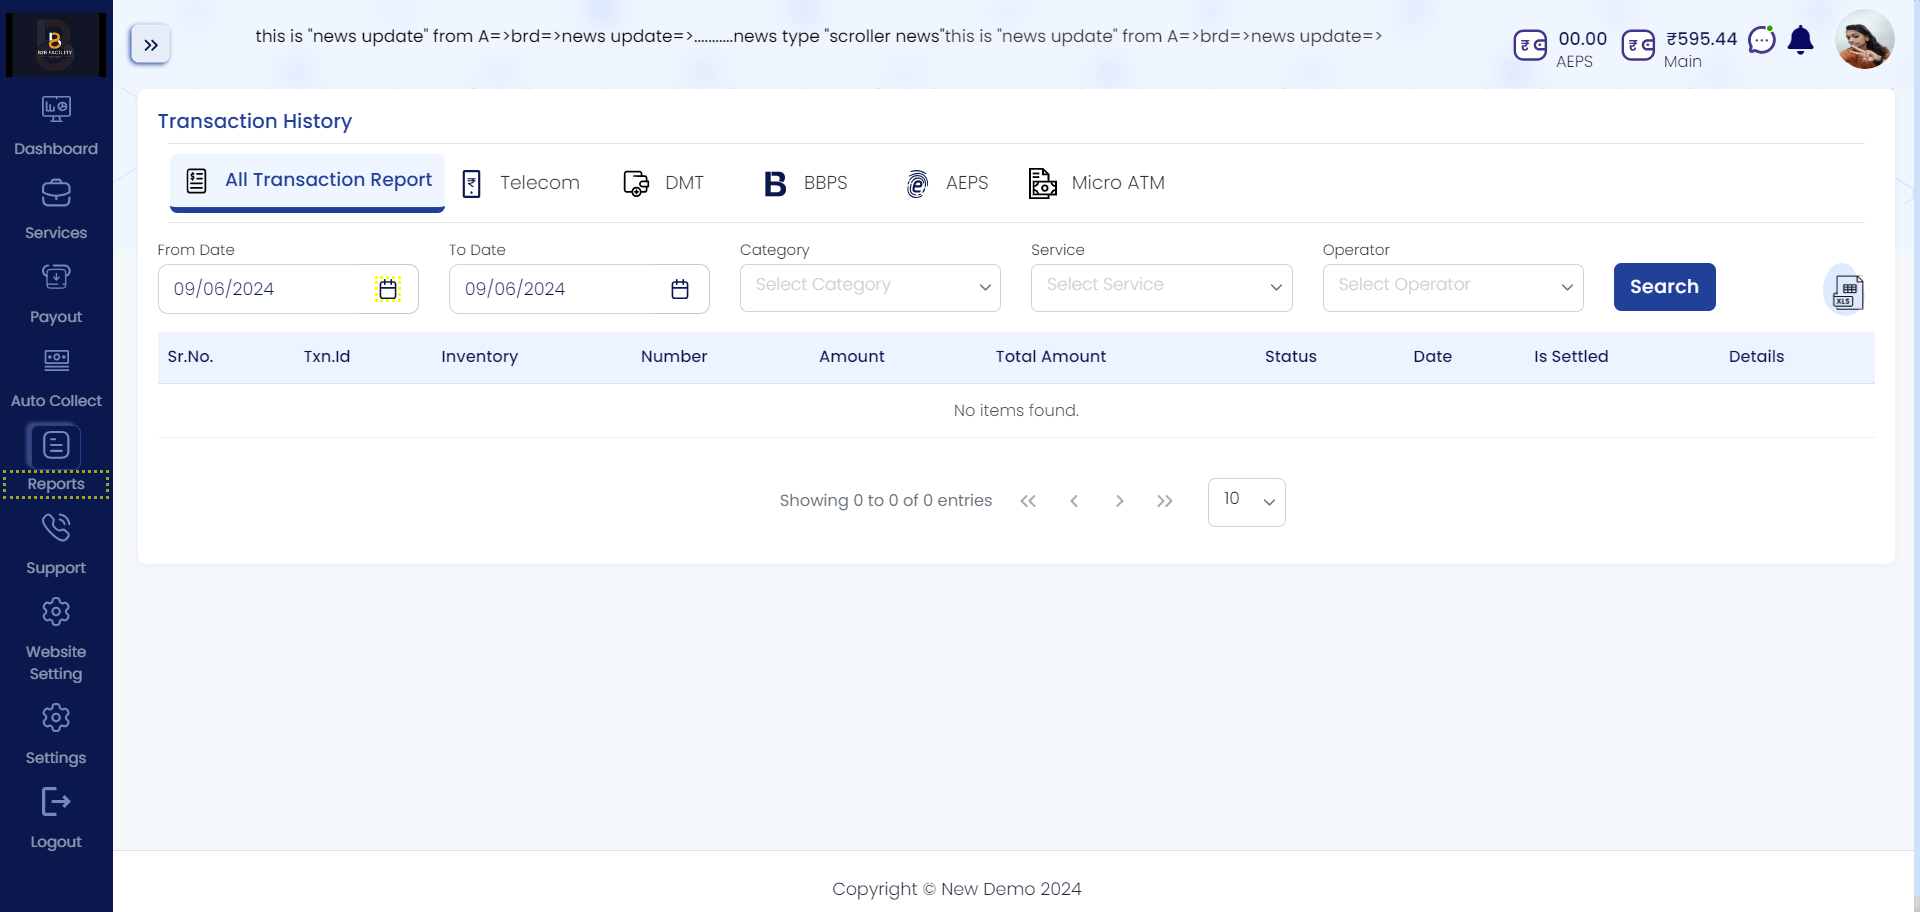 B2B FACILITY
this is "news update" from A=>brd=>news update=>...........news type "scroller news"this is "news update" from A=>brd=>news update=>
00.00
AEPS
₹595.44
Main
Dashboard
Services
Payout
Auto Collect
Reports
Support
Website
Setting
Settings
Logout
Transaction History
All Transaction Report
Telecom
DMT
BBPS
AEPS
Micro ATM
From Date
To Date
Category
Service
Operator
09/06/2024
09/06/2024
Select Category
Select Service
Select Operator
Search
XLS
Sr.No. Txn.Id Inventory Number Amount Total Amount Status Date Is Settled Details
No items found.
Showing 0 to 0 of 0 entries
10
Copyright © New Demo 2024